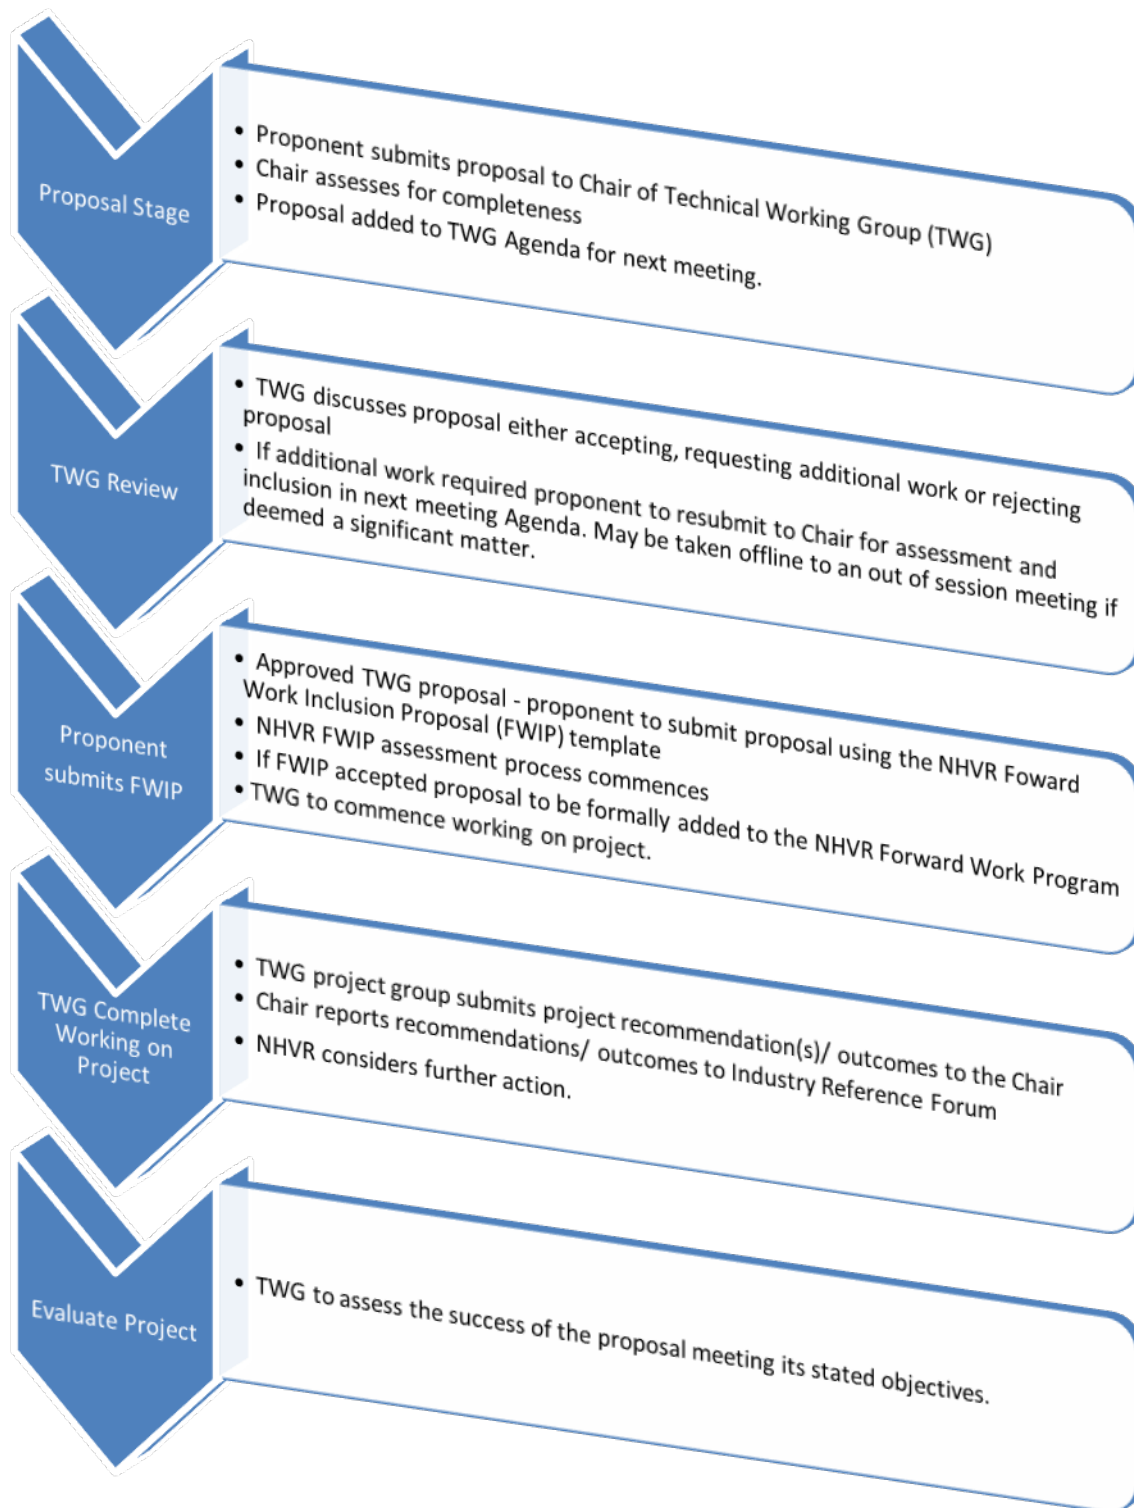 Proposal Stage
• Proponent submits proposal to Chair of Technical Working Group (TWG)
• Chair assesses for completeness
• Proposal added to TWG Agenda for next meeting.
TWG Review
• TWG discusses proposal either accepting, requesting additional work or rejecting
proposal
• If additional work required proponent to resubmit to Chair for assessment and
inclusion in next meeting Agenda. May be taken offline to an out of session meeting if
deemed a significant matter.
Proponent
submits FWIP
• Approved TWG proposal - proponent to submit proposal using the NHVR Foward
Work Inclusion Proposal (FWIP) template
• NHVR FWIP assessment process commences
• If FWIP accepted proposal to be formally added to the NHVR Forward Work Program
• TWG to commence working on project.
TWG Complete
Working on
Project
• TWG project group submits project recommendation(s)/ outcomes to the Chair
• Chair reports recommendations/ outcomes to Industry Reference Forum
• NHVR considers further action.
Evaluate Project
• TWG to assess the success of the proposal meeting its stated objectives.